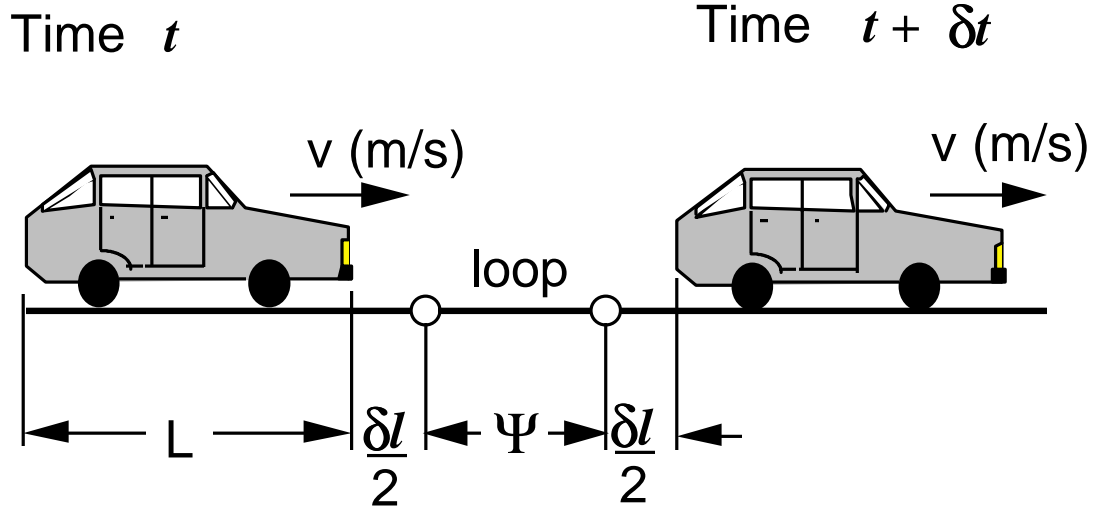 Time t
Time t + δt
v (m/s)
v (m/s)
loop
L
δl
2
Ψ
δl
2